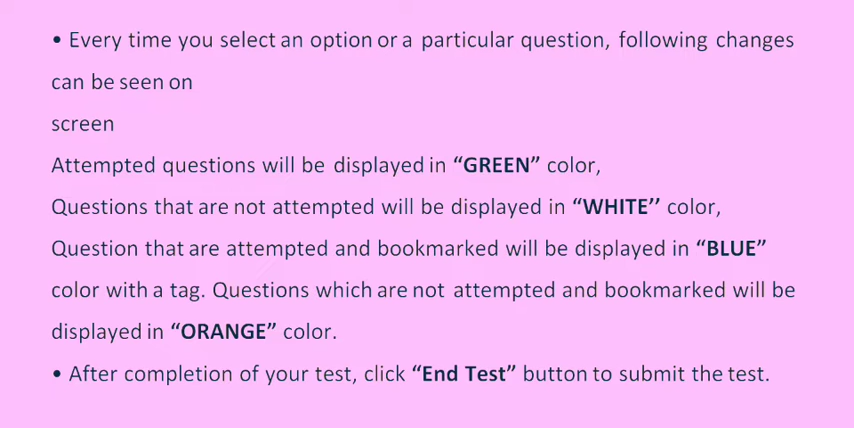 • Every time you select an option or a particular question, following changes
can be seen on
screen
Attempted questions will be displayed in “GREEN” color,
Questions that are not attempted will be displayed in “WHITE’’ color,
Question that are attempted and bookmarked will be displayed in “BLUE”
color with a tag. Questions which are not attempted and bookmarked will be
displayed in “ORANGE” color.
• After completion of your test, click “End Test” button to submit the test.